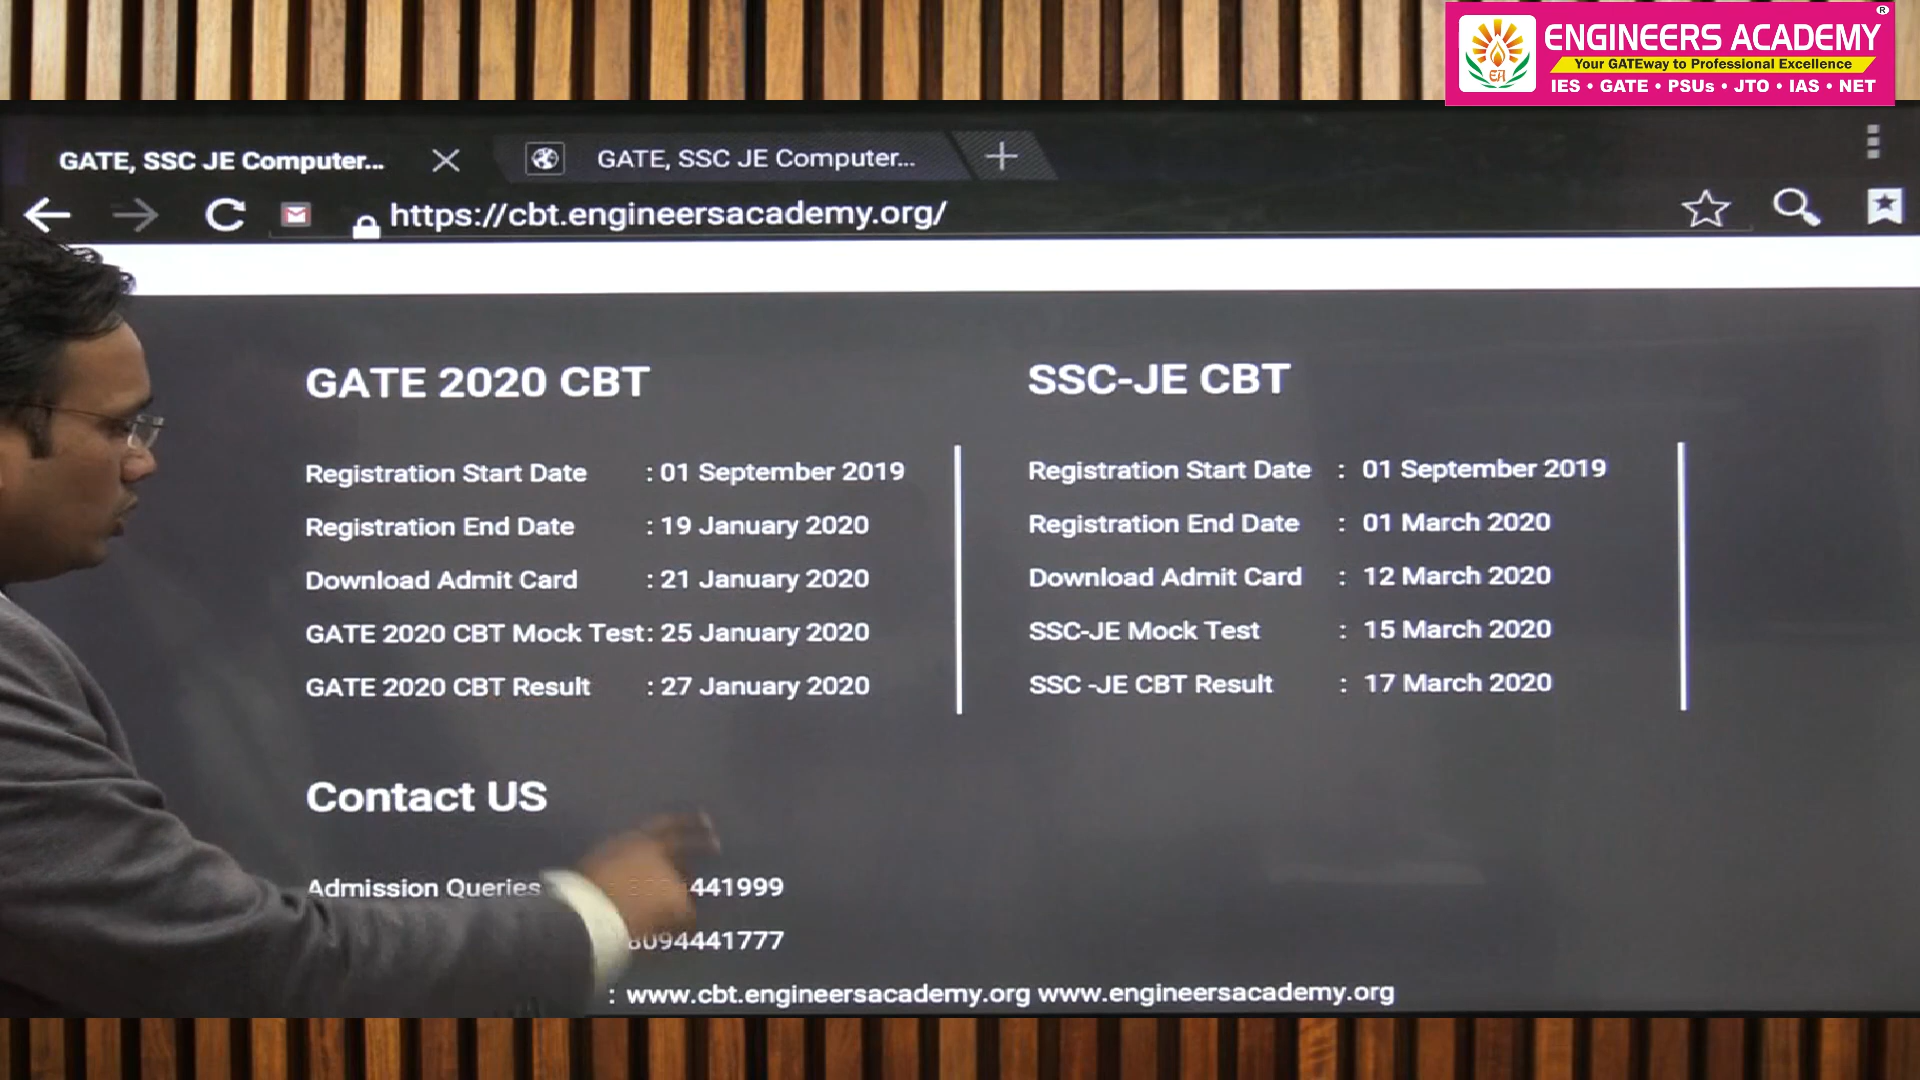 ENGINEERS ACADEMY ®
Your GATEway to Professional Excellence
IES • GATE • PSUs • JTO • IAS • NET
GATE, SSC JE Computer...
GATE, SSC JE Computer...
https://cbt.engineersacademy.org/
GATE 2020 CBT
Registration Start Date : 01 September 2019
Registration End Date : 19 January 2020
Download Admit Card : 21 January 2020
GATE 2020 CBT Mock Test : 25 January 2020
GATE 2020 CBT Result : 27 January 2020
SSC-JE CBT
Registration Start Date : 01 September 2019
Registration End Date : 01 March 2020
Download Admit Card : 12 March 2020
SSC-JE Mock Test : 15 March 2020
SSC -JE CBT Result : 17 March 2020
Contact US
Admission Queries 441999
8094441777
: www.cbt.engineersacademy.org www.engineersacademy.org